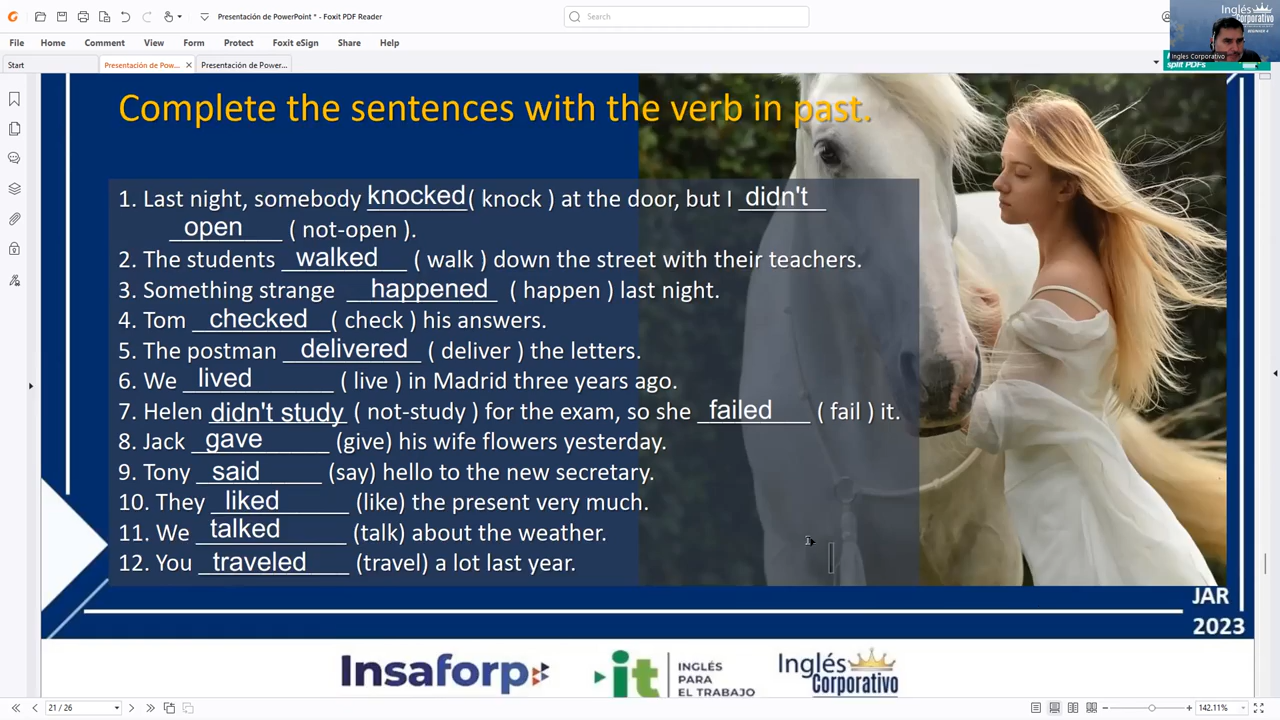 Presentación de PowerPoint * - Foxit PDF Reader
Search
File Home Comment View Form Protect Foxit eSign Share Help
Start Presentación de Pow... Presentación de Power...
Inglés
Corporativo
BEGINNER 4
Ingles Corporativo
split PDFs
Complete the sentences with the verb in past.
1. Last night, somebody knocked ( knock ) at the door, but I didn't
open ( not-open ).
2. The students walked ( walk ) down the street with their teachers.
3. Something strange happened ( happen ) last night.
4. Tom checked ( check ) his answers.
5. The postman delivered ( deliver ) the letters.
6. We lived ( live ) in Madrid three years ago.
7. Helen didn't study ( not-study ) for the exam, so she failed ( fail ) it.
8. Jack gave (give) his wife flowers yesterday.
9. Tony said (say) hello to the new secretary.
10. They liked (like) the present very much.
11. We talked (talk) about the weather.
12. You traveled (travel) a lot last year.
JAR
2023
Insaforp
it
INGLÉS
PARA
EL TRABAJO
Inglés
Corporativo
21 / 26
142.11%